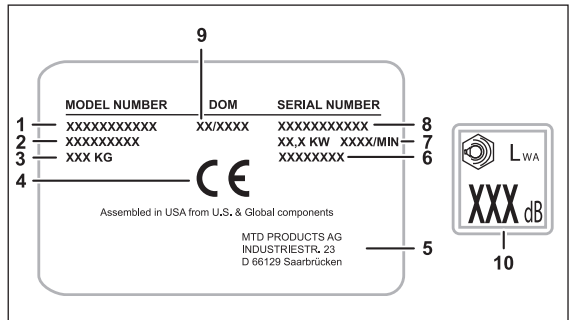 9
MODEL NUMBER DOM SERIAL NUMBER
1 XXXXXXXXXXX XX/XXXX XXXXXXXXXXX 8
2 XXXXXXXXX XX,X KW XXXX/MIN 7
3 XXX KG XXXXXXXX 6
4 CE
Assembled in USA from U.S. & Global components
MTD PRODUCTS AG
INDUSTRIESTR. 23 5
D 66129 Saarbrücken
LWA
XXX dB
10